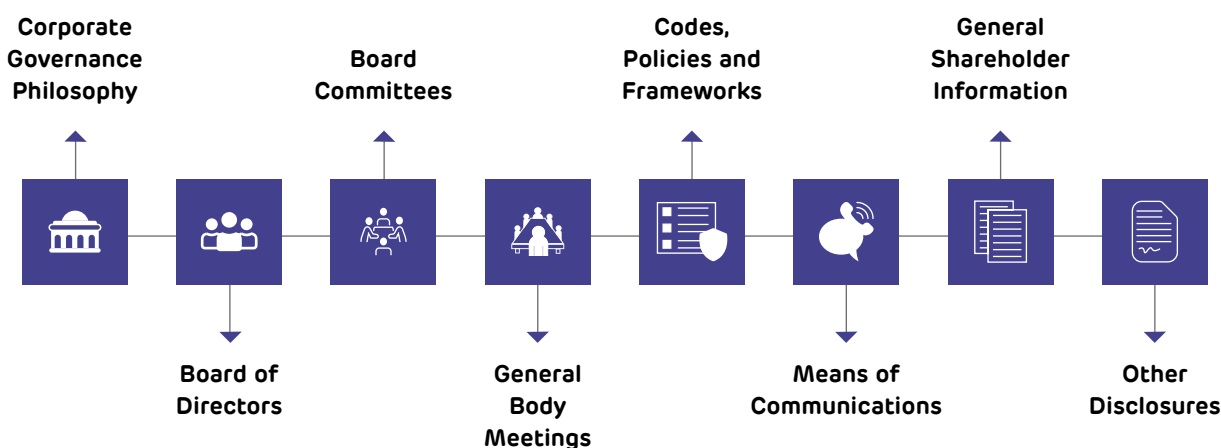 Corporate
Governance
Philosophy
Board
Committees
Codes,
Policies and
Frameworks
General
Shareholder
Information
Board of
Directors
General
Body
Meetings
Means of
Communications
Other
Disclosures